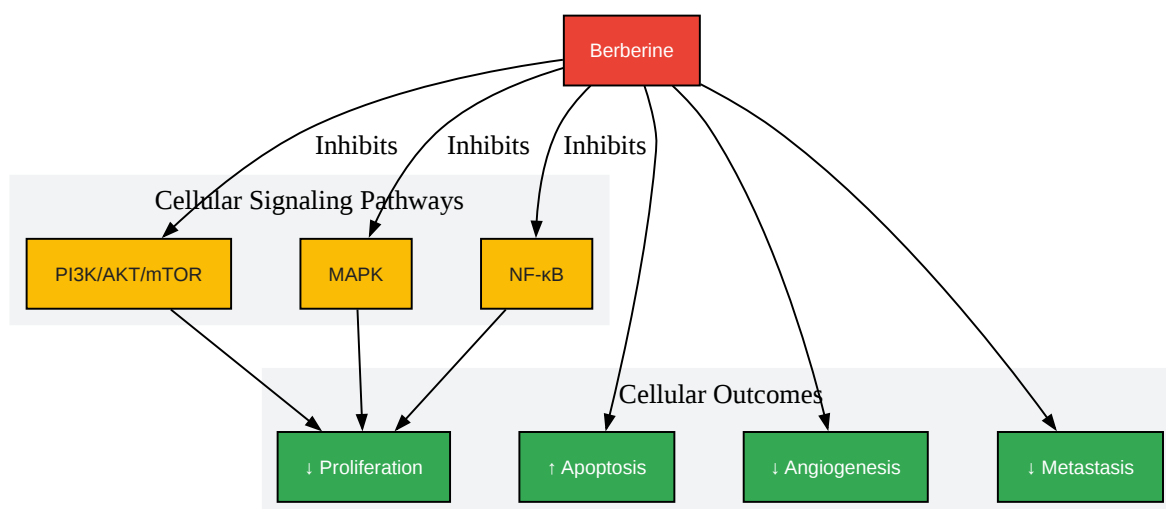 Berberine
Inhibits
Inhibits
Inhibits
Cellular Signaling Pathways
PI3K/AKT/mTOR
MAPK
NF-κB
Cellular Outcomes
↓ Proliferation
↑ Apoptosis
↓ Angiogenesis
↓ Metastasis